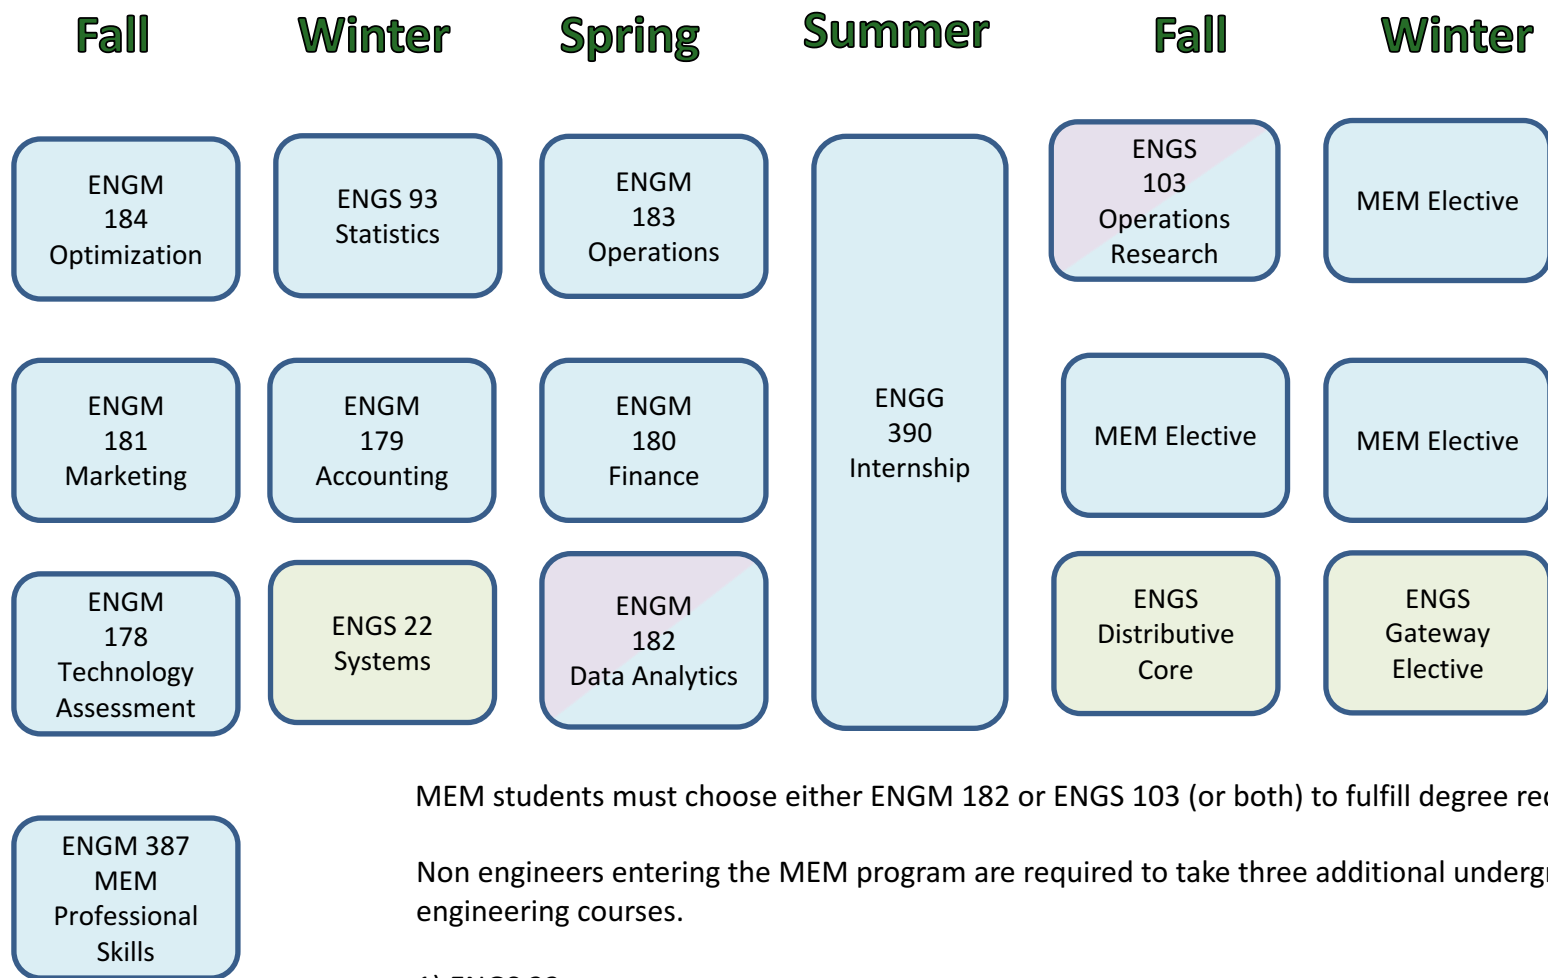 Fall
Winter
Spring
Summer
Fall
Winter
ENGM
184
Optimization
ENGS 93
Statistics
ENGM
183
Operations
ENGS
103
Operations
Research
MEM Elective
ENGM
181
Marketing
ENGM
179
Accounting
ENGM
180
Finance
ENGG
390
Internship
MEM Elective
MEM Elective
ENGM
178
Technology
Assessment
ENGS 22
Systems
ENGM
182
Data Analytics
ENGS
Distributive
Core
ENGS
Gateway
Elective
ENGM 387
MEM
Professional
Skills
MEM students must choose either ENGM 182 or ENGS 103 (or both) to fulfill degree
Non engineers entering the MEM program are required to take three additional
engineering courses.